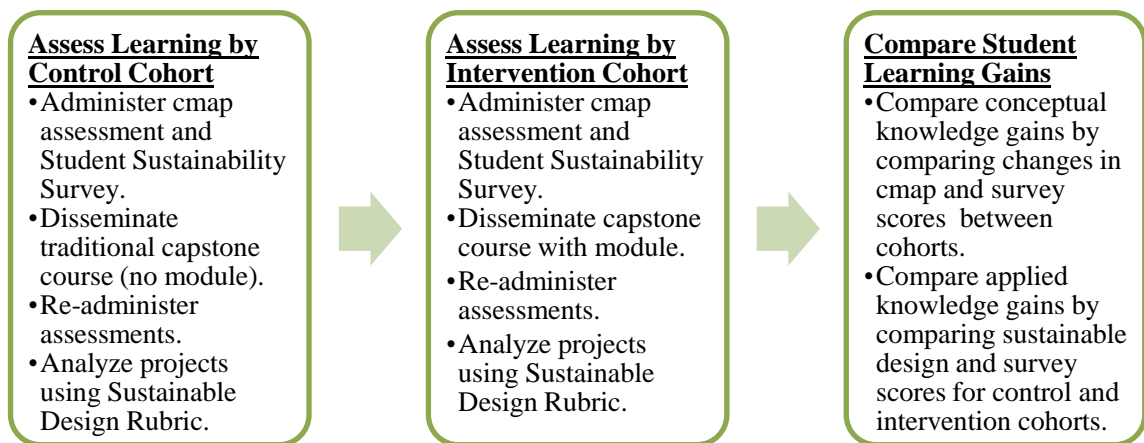 Assess Learning by
Control Cohort
•Administer cmap
assessment and
Student Sustainability
Survey.
•Disseminate
traditional capstone
course (no module).
•Re-administer
assessments.
•Analyze projects
using Sustainable
Design Rubric.
Assess Learning by
Intervention Cohort
•Administer cmap
assessment and
Student Sustainability
Survey.
•Disseminate capstone
course with module.
•Re-administer
assessments.
•Analyze projects
using Sustainable
Design Rubric.
Compare Student
Learning Gains
•Compare conceptual
knowledge gains by
comparing changes in
cmap and survey
scores between
cohorts.
•Compare applied
knowledge gains by
comparing sustainable
design and survey
scores for control and
intervention cohorts.